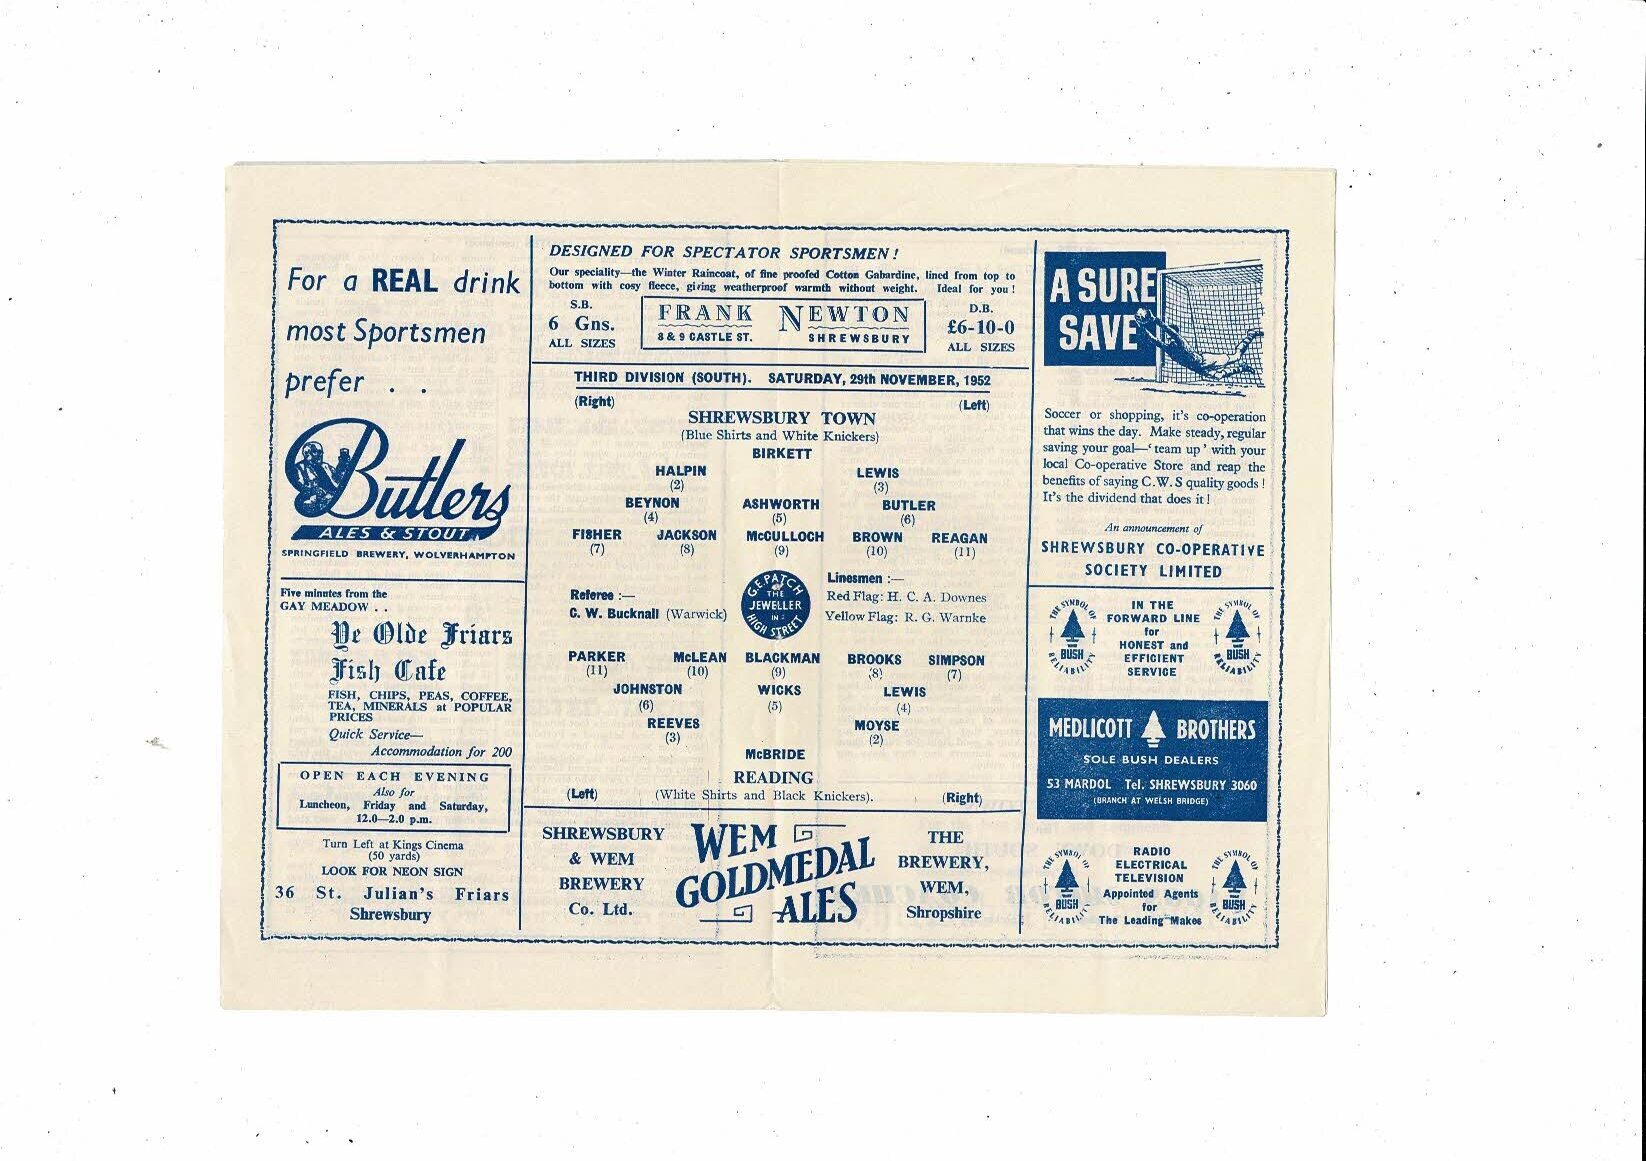 For a REAL drink
most Sportsmen
prefer . .
Butlers
ALES & STOUT
SPRINGFIELD BREWERY, WOLVERHAMPTON
Five minutes from the
GAY MEADOW . .
Ye Olde Friars
Fish Cafe
FISH, CHIPS, PEAS, COFFEE,
TEA, MINERALS at POPULAR
PRICES
Quick Service—
Accommodation for 200
OPEN EACH EVENING
Also for
Luncheon, Friday and Saturday,
12.0—2.0 p.m.
Turn Left at Kings Cinema
(50 yards)
LOOK FOR NEON SIGN
36 St. Julian's Friars
Shrewsbury
DESIGNED FOR SPECTATOR SPORTSMEN !
Our speciality—the Winter Raincoat, of fine proofed Cotton Gabardine, lined from top to
bottom with cosy fleece, giving weatherproof warmth without weight. Ideal for you !
S.B.
6 Gns.
ALL SIZES
FRANK NEWTON
8 & 9 CASTLE ST. SHREWSBURY
D.B.
£6-10-0
ALL SIZES
THIRD DIVISION (SOUTH). SATURDAY, 29th NOVEMBER, 1952
(Right) (Left)
SHREWSBURY TOWN
(Blue Shirts and White Knickers)
BIRKETT
HALPIN LEWIS
(2) (3)
BEYNON ASHWORTH BUTLER
(4) (5) (6)
FISHER JACKSON McCULLOCH BROWN REAGAN
(7) (8) (9) (10) (11)
Referee :—
C. W. Bucknall (Warwick)
G.E. PATCH
THE
JEWELLER
IN
HIGH STREET
Linesmen :—
Red Flag: H. C. A. Downes
Yellow Flag: R. G. Warnke
PARKER McLEAN BLACKMAN BROOKS SIMPSON
(11) (10) (9) (8) (7)
JOHNSTON WICKS LEWIS
(6) (5) (4)
REEVES MOYSE
(3) (2)
McBRIDE
READING
(Left) (White Shirts and Black Knickers). (Right)
SHREWSBURY
& WEM
BREWERY
Co. Ltd.
WEM
GOLDMEDAL
ALES
THE
BREWERY,
WEM,
Shropshire
A SURE
SAVE
Soccer or shopping, it's co-operation
that wins the day. Make steady, regular
saving your goal—' team up ' with your
local Co-operative Store and reap the
benefits of saying C.W.S quality goods !
It's the dividend that does it !
An announcement of
SHREWSBURY CO-OPERATIVE
SOCIETY LIMITED
THE SYMBOL OF
BUSH
RELIABILITY
IN THE
FORWARD LINE
for
HONEST and
EFFICIENT
SERVICE
THE SYMBOL OF
BUSH
RELIABILITY
MEDLICOTT BROTHERS
SOLE BUSH DEALERS
53 MARDOL Tel. SHREWSBURY 3060
(BRANCH AT WELSH BRIDGE)
THE SYMBOL OF
BUSH
RELIABILITY
RADIO
ELECTRICAL
TELEVISION
Appointed Agents
for
The Leading Makes
THE SYMBOL OF
BUSH
RELIABILITY